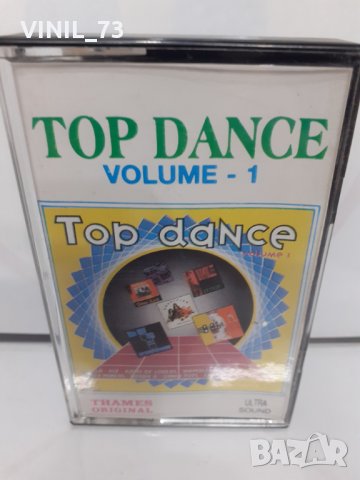 VINIL_73
TOP DANCE
VOLUME - 1
Top dance
VOLUME 1
THAMES
ORIGINAL
ULTRA
SOUND
BAZAR
bg